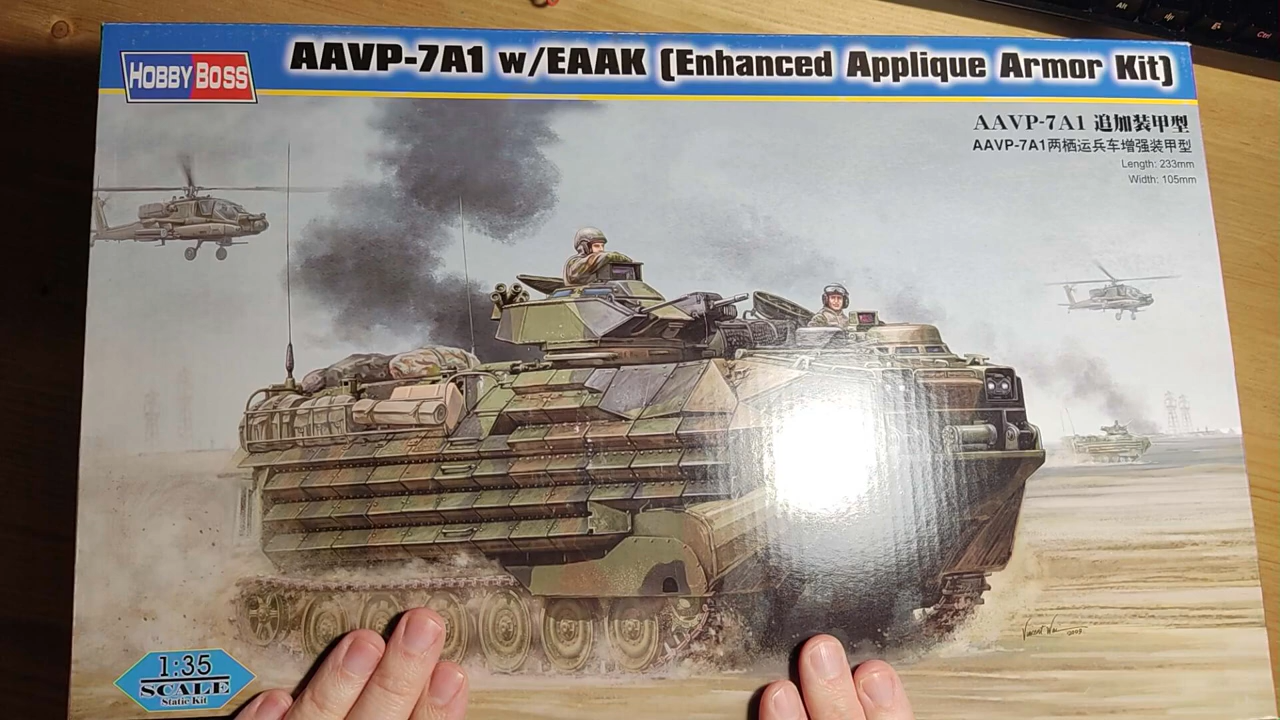 HOBBY BOSS
AAVP-7A1 w/EAAK (Enhanced Applique Armor Kit)
AAVP-7A1 追加装甲型
AAVP-7A1两栖运兵车增强装甲型
Length: 233mm
Width: 105mm
1:35
SCALE
Static Kit
Ctrl